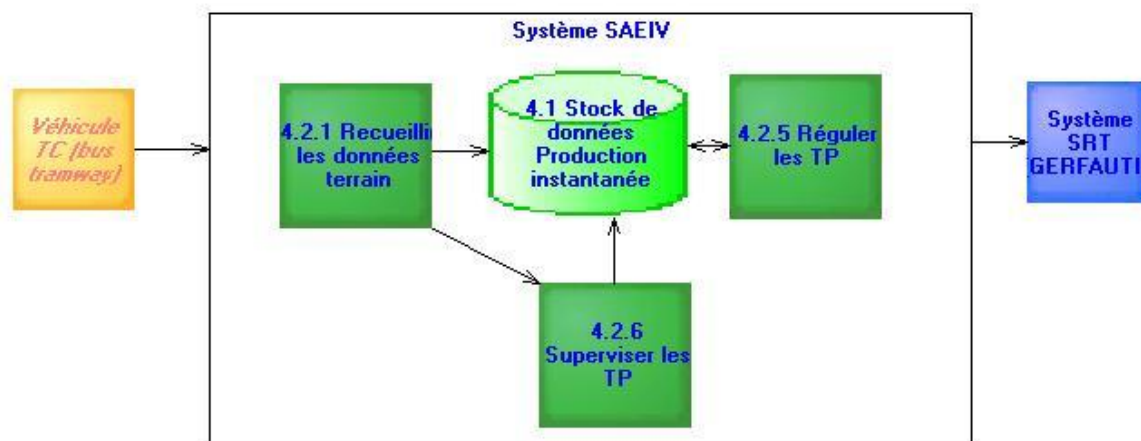 Système SAEIV
Véhicule
TC (bus
tramway)
4.2.1 Recueilli
les données
terrain
4.1 Stock de
données
Production
instantanée
4.2.5 Réguler
les TP
Système
SRT
GERFAUTI
4.2.6
Superviser les
TP